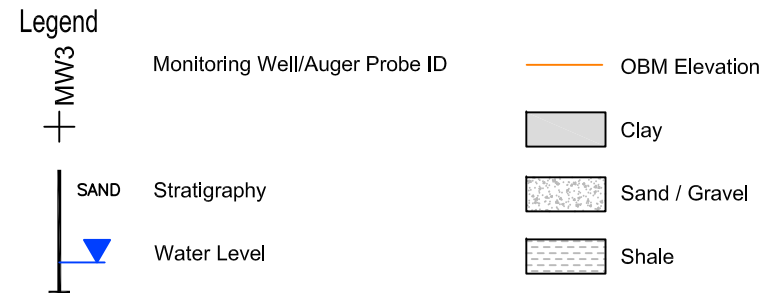 Legend
MW3
Monitoring Well/Auger Probe ID
SAND
Stratigraphy
Water Level
OBM Elevation
Clay
Sand / Gravel
Shale